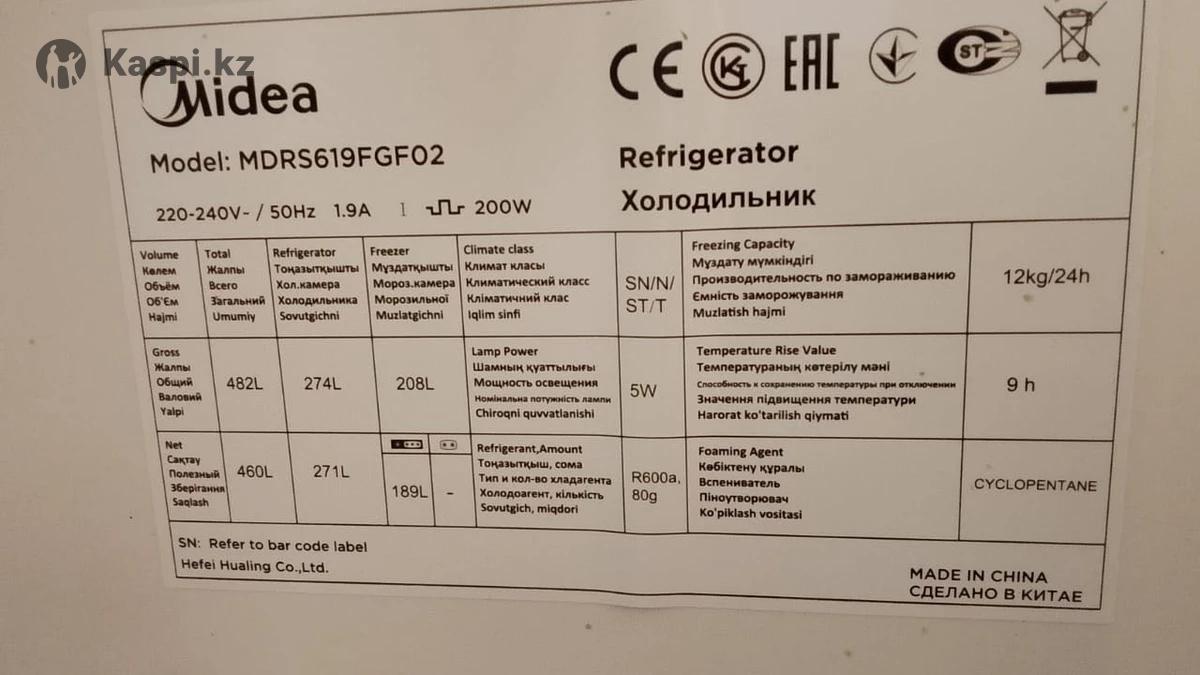 Kaspi.kz
Midea
CE
EAC
ST
Model: MDRS619FGF02
Refrigerator
Холодильник
220-240V~ / 50Hz 1.9A 200W
Volume
Көлем
Объём
Об'Єм
Hajmi
Total
Жалпы
Всего
Загальний
Umumiy
Refrigerator
Тоңазытқышты
Хол.камера
Холодильника
Sovutgichni
Freezer
Мұздатқышты
Мороз.камера
Морозильної
Muzlatgichni
Climate class
Климат класы
Климатический класс
Кліматичний клас
Iqlim sinfi
SN/N/
ST/T
Freezing Capacity
Мұздату мүмкіндігі
Производительность по замораживанию
Ємність заморожування
Muzlatish hajmi
12kg/24h
Gross
Жалпы
Общий
Валовий
Yalpi
482L
274L
208L
Lamp Power
Шамның қуаттылығы
Мощность освещения
Номінальна потужність лампи
Chiroqni quvvatlanishi
5W
Temperature Rise Value
Температураның көтерілу мәні
Способность к сохранению температуры при отключении
Значення підвищення температури
Harorat ko'tarilish qiymati
9 h
Net
Сақтау
Полезный
Зберігання
Saqlash
460L
271L
189L
-
Refrigerant,Amount
Тоңазытқыш, сома
Тип и кол-во хладагента
Холодоагент, кількість
Sovutgich, miqdori
R600a,
80g
Foaming Agent
Көбіктену құралы
Вспениватель
Піноутворювач
Ko'piklash vositasi
CYCLOPENTANE
SN: Refer to bar code label
Hefei Hualing Co.,Ltd.
MADE IN CHINA
СДЕЛАНО В КИТАЕ